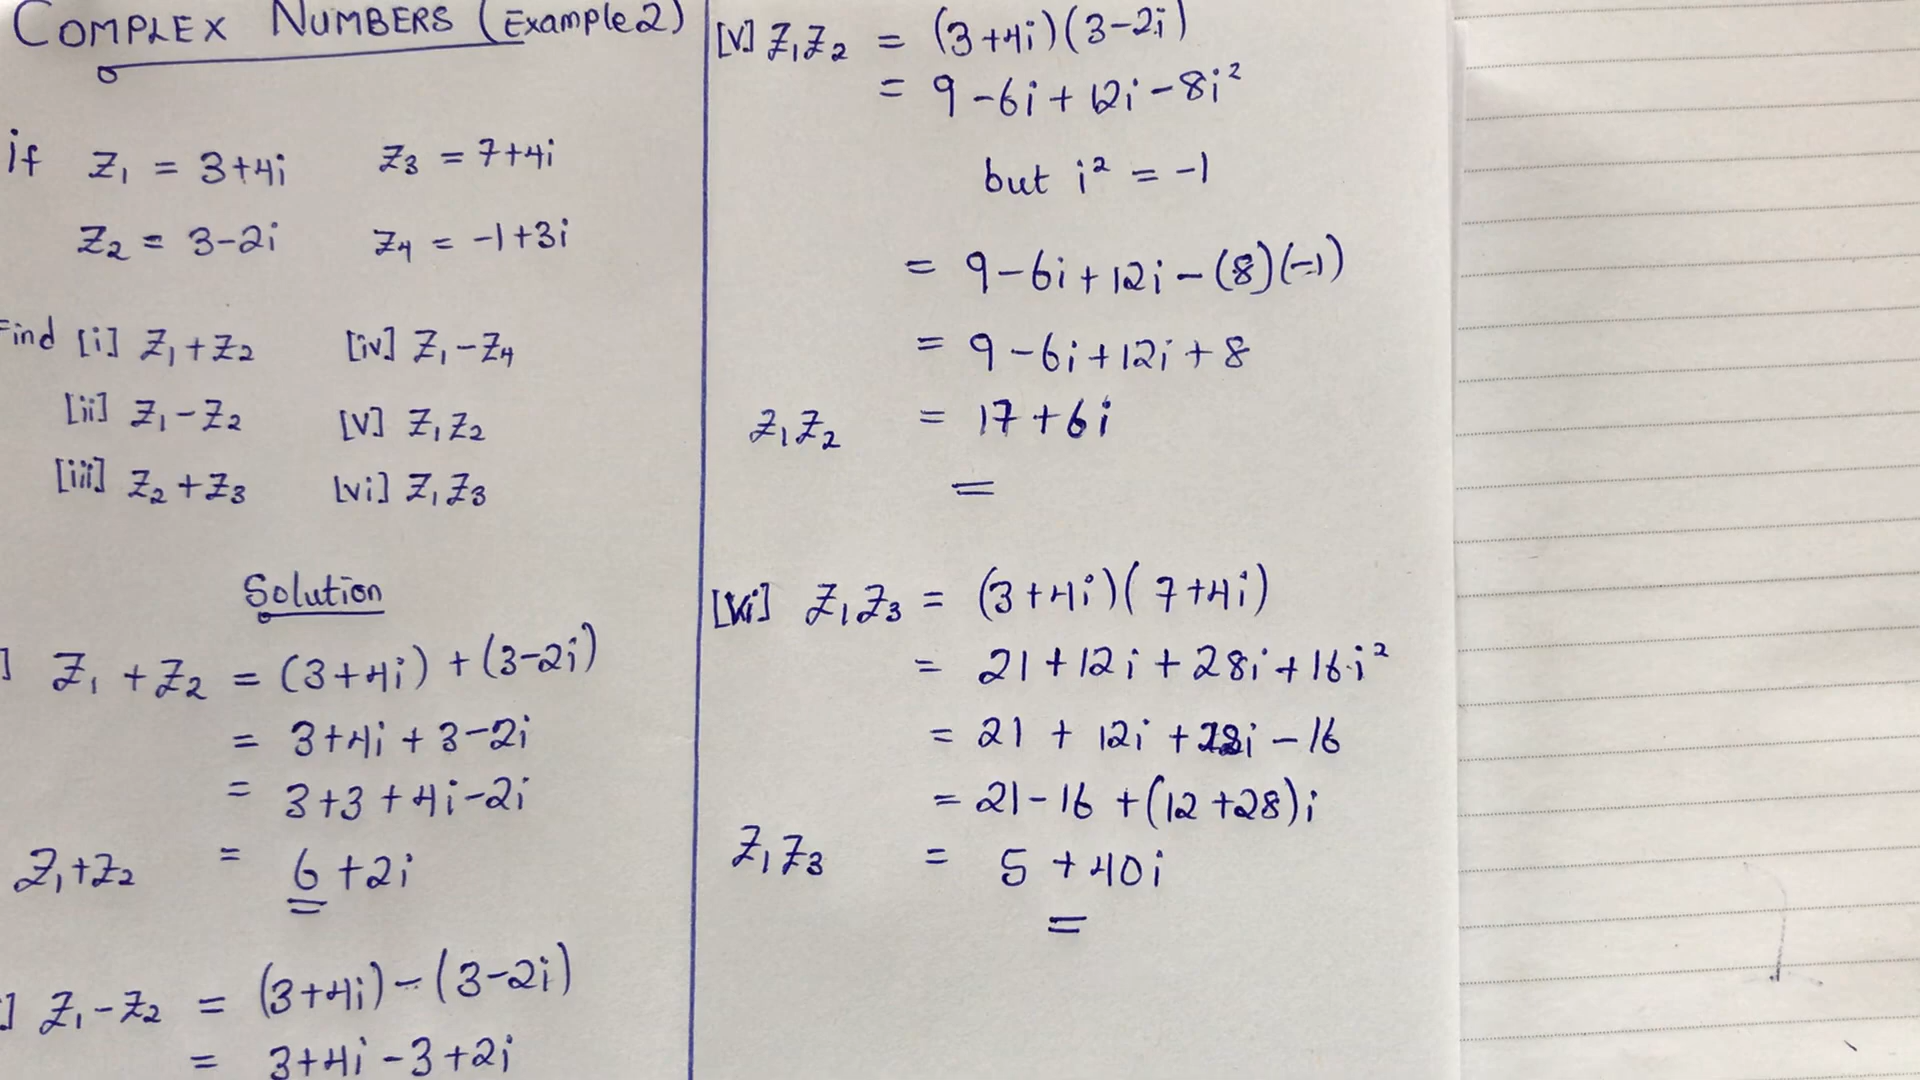 COMPLEX NUMBERS (Example 2)
if Z₁ = 3+4i Z₃ = 7+4i
Z₂ = 3-2i Z₄ = -1+3i
Find [i] Z₁+Z₂ [iv] Z₁-Z₄
[ii] Z₁-Z₂ [V] Z₁Z₂
[iii] Z₂+Z₃ [vi] Z₁Z₃
Solution
] Z₁+Z₂ = (3+4i)+(3-2i)
= 3+4i+3-2i
= 3+3+4i-2i
Z₁+Z₂ = 6+2i
] Z₁-Z₂ = (3+4i)-(3-2i)
= 3+4i-3+2i
[V] Z₁Z₂ = (3+4i)(3-2i)
= 9-6i+12i-8i²
but i² = -1
= 9-6i+12i-(8)(-1)
= 9-6i+12i+8
Z₁Z₂ = 17+6i
[vi] Z₁Z₃ = (3+4i)(7+4i)
= 21+12i+28i+16i²
= 21+12i+28i-16
= 21-16+(12+28)i
Z₁Z₃ = 5+40i